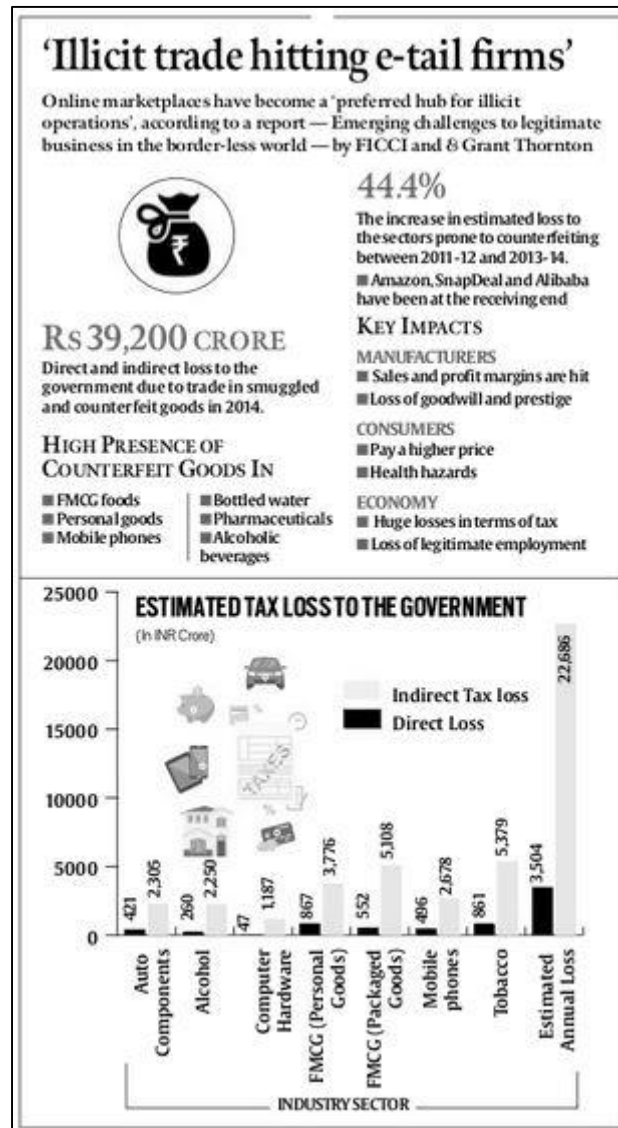 ‘Illicit trade hitting e-tail firms’
Online marketplaces have become a ‘preferred hub for illicit
operations’, according to a report — Emerging challenges to legitimate
business in the border-less world — by FICCI and & Grant Thornton
₹
RS 39,200 CRORE
Direct and indirect loss to the
government due to trade in smuggled
and counterfeit goods in 2014.
HIGH PRESENCE OF
COUNTERFEIT GOODS IN
■ FMCG foods
■ Personal goods
■ Mobile phones
■ Bottled water
■ Pharmaceuticals
■ Alcoholic
beverages
44.4%
The increase in estimated loss to
the sectors prone to counterfeiting
between 2011-12 and 2013-14.
■ Amazon, SnapDeal and Alibaba
have been at the receiving end
KEY IMPACTS
MANUFACTURERS
■ Sales and profit margins are hit
■ Loss of goodwill and prestige
CONSUMERS
■ Pay a higher price
■ Health hazards
ECONOMY
■ Huge losses in terms of tax
■ Loss of legitimate employment
ESTIMATED TAX LOSS TO THE GOVERNMENT
(In INR Crore)
25000
20000
15000
10000
5000
0
TAXES
%
%
Indirect Tax loss
Direct Loss
421
2,305
260
2,250
47
1,187
867
3,776
552
5,108
496
2,678
861
5,379
3,504
22,686
Auto
Components
Alcohol
Computer
Hardware
FMCG (Personal
Goods)
FMCG (Packaged
Goods)
Mobile
phones
Tobacco
Estimated
Annual Loss
INDUSTRY SECTOR